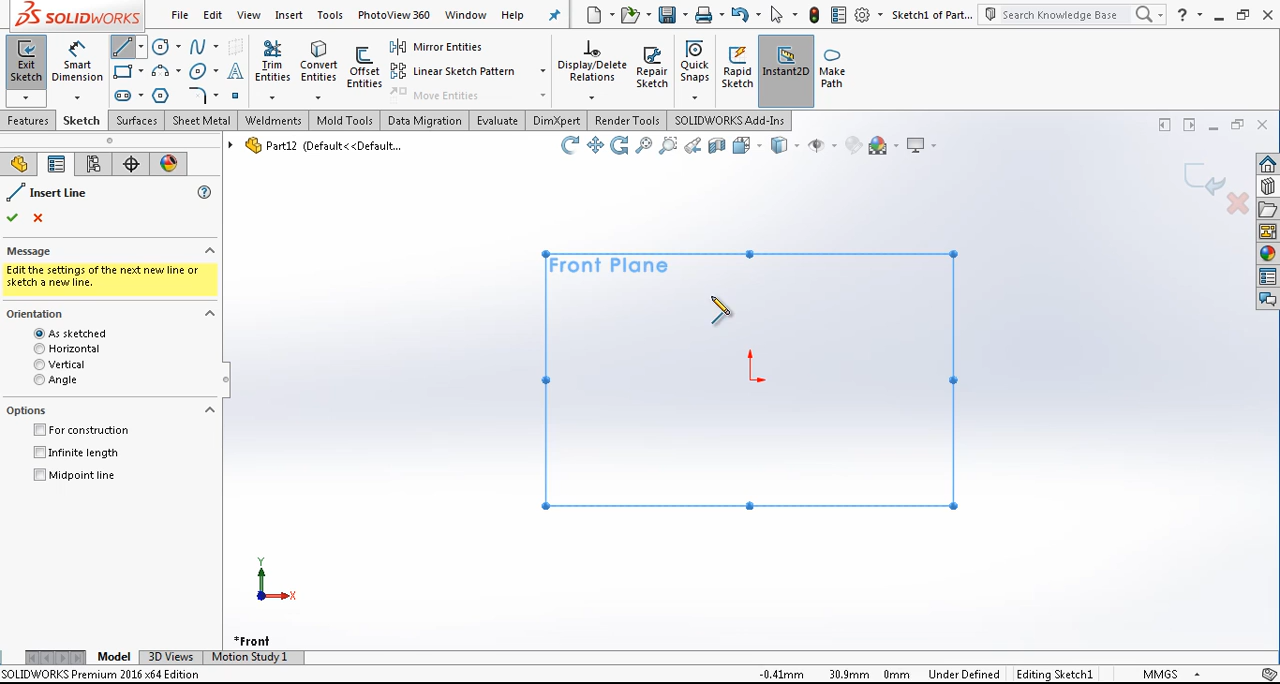 SOLIDWORKS File Edit View Insert Tools PhotoView 360 Window Help Sketch1 of Part... Search Knowledge Base ?
Exit Sketch
Smart Dimension
Trim Entities
Convert Entities
Offset Entities
Mirror Entities
Linear Sketch Pattern
Move Entities
Display/Delete Relations
Repair Sketch
Quick Snaps
Rapid Sketch
Instant2D
Make Path
Features Sketch Surfaces Sheet Metal Weldments Mold Tools Data Migration Evaluate DimXpert Render Tools SOLIDWORKS Add-Ins
Part12 (Default<<Default...
Insert Line ?
Message
Edit the settings of the next new line or
sketch a new line.
Orientation
As sketched
Horizontal
Vertical
Angle
Options
For construction
Infinite length
Midpoint line
Front Plane
Y
X
*Front
Model 3D Views Motion Study 1
SOLIDWORKS Premium 2016 x64 Edition -0.41mm 30.9mm 0mm Under Defined Editing Sketch1 MMGS